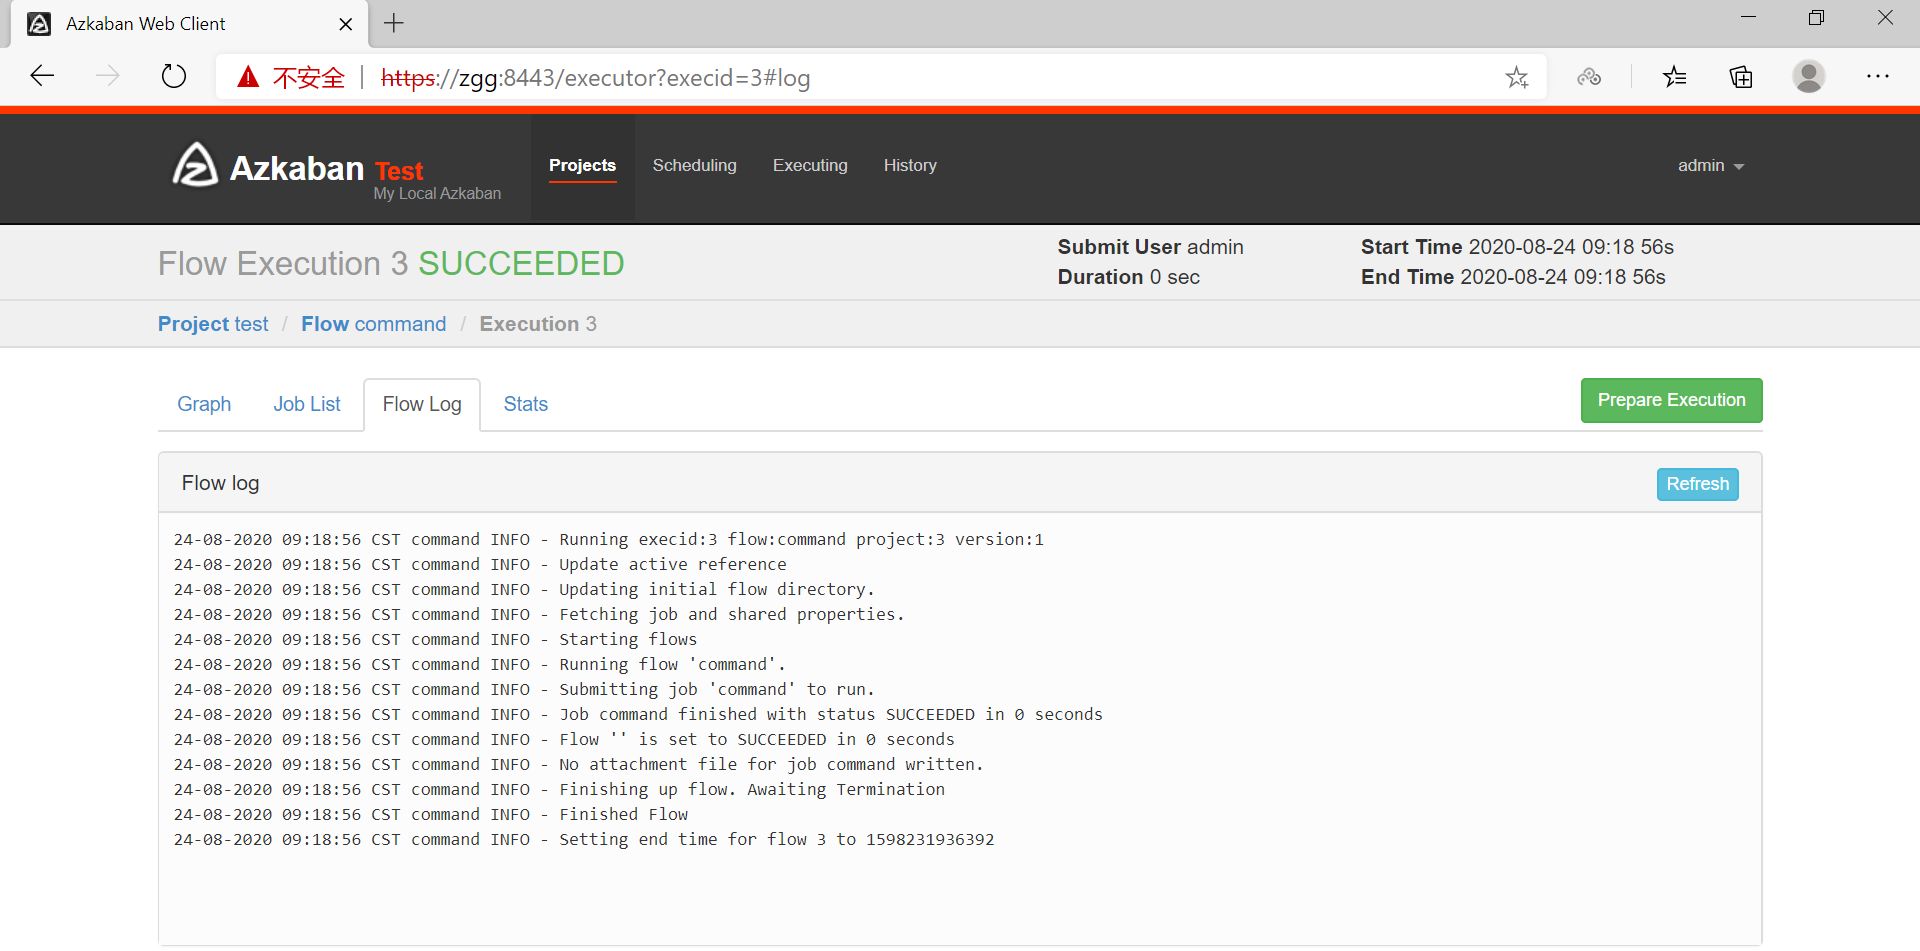 Azkaban Web Client
不安全 | https://zgg:8443/executor?execid=3#log
Azkaban Test
My Local Azkaban
Projects
Scheduling
Executing
History
admin
Flow Execution 3 SUCCEEDED
Submit User admin
Duration 0 sec
Start Time 2020-08-24 09:18 56s
End Time 2020-08-24 09:18 56s
Project test / Flow command / Execution 3
Graph
Job List
Flow Log
Stats
Prepare Execution
Flow log
Refresh
24-08-2020 09:18:56 CST command INFO - Running execid:3 flow:command project:3 version:1
24-08-2020 09:18:56 CST command INFO - Update active reference
24-08-2020 09:18:56 CST command INFO - Updating initial flow directory.
24-08-2020 09:18:56 CST command INFO - Fetching job and shared properties.
24-08-2020 09:18:56 CST command INFO - Starting flows
24-08-2020 09:18:56 CST command INFO - Running flow 'command'.
24-08-2020 09:18:56 CST command INFO - Submitting job 'command' to run.
24-08-2020 09:18:56 CST command INFO - Job command finished with status SUCCEEDED in 0 seconds
24-08-2020 09:18:56 CST command INFO - Flow '' is set to SUCCEEDED in 0 seconds
24-08-2020 09:18:56 CST command INFO - No attachment file for job command written.
24-08-2020 09:18:56 CST command INFO - Finishing up flow. Awaiting Termination
24-08-2020 09:18:56 CST command INFO - Finished Flow
24-08-2020 09:18:56 CST command INFO - Setting end time for flow 3 to 1598231936392